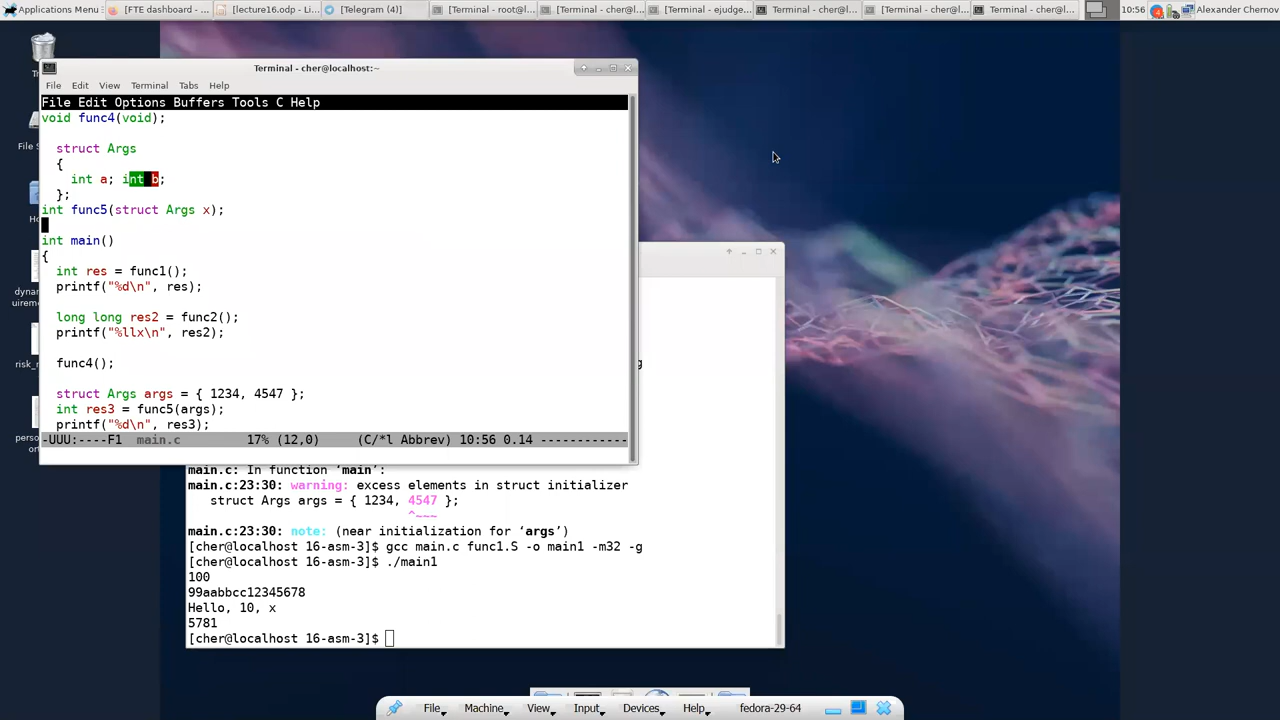 Applications Menu [FTE dashboard - ... [lecture16.odp - Li... [Telegram (4)] [Terminal - root@l... [Terminal - cher@l... [Terminal - ejudge... [Terminal - cher@l... [Terminal - cher@l... [Terminal - cher@l... 10:56 Alexander Chernov
Terminal - cher@localhost:~
File Edit View Terminal Tabs Help
File Edit Options Buffers Tools C Help
void func4(void);
struct Args
{
int a; int b;
};
int func5(struct Args x);
int main()
{
int res = func1();
printf("%d\n", res);
long long res2 = func2();
printf("%llx\n", res2);
func4();
struct Args args = { 1234, 4547 };
int res3 = func5(args);
printf("%d\n", res3);
-UUU:----F1 main.c 17% (12,0) (C/*l Abbrev) 10:56 0.14 ------------
main.c: In function ‘main’:
main.c:23:30: warning: excess elements in struct initializer
struct Args args = { 1234, 4547 };
^~~~
main.c:23:30: note: (near initialization for ‘args’)
[cher@localhost 16-asm-3]$ gcc main.c func1.S -o main1 -m32 -g
[cher@localhost 16-asm-3]$ ./main1
100
99aabbcc12345678
Hello, 10, x
5781
[cher@localhost 16-asm-3]$
File Machine View Input Devices Help fedora-29-64